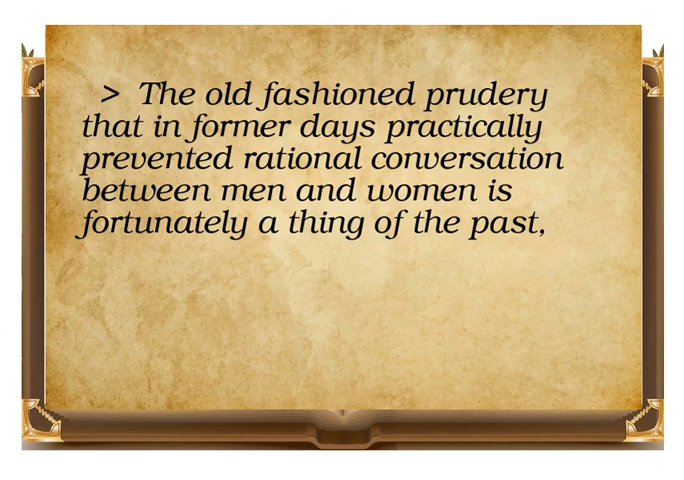 > The old fashioned prudery
that in former days practically
prevented rational conversation
between men and women is
fortunately a thing of the past,